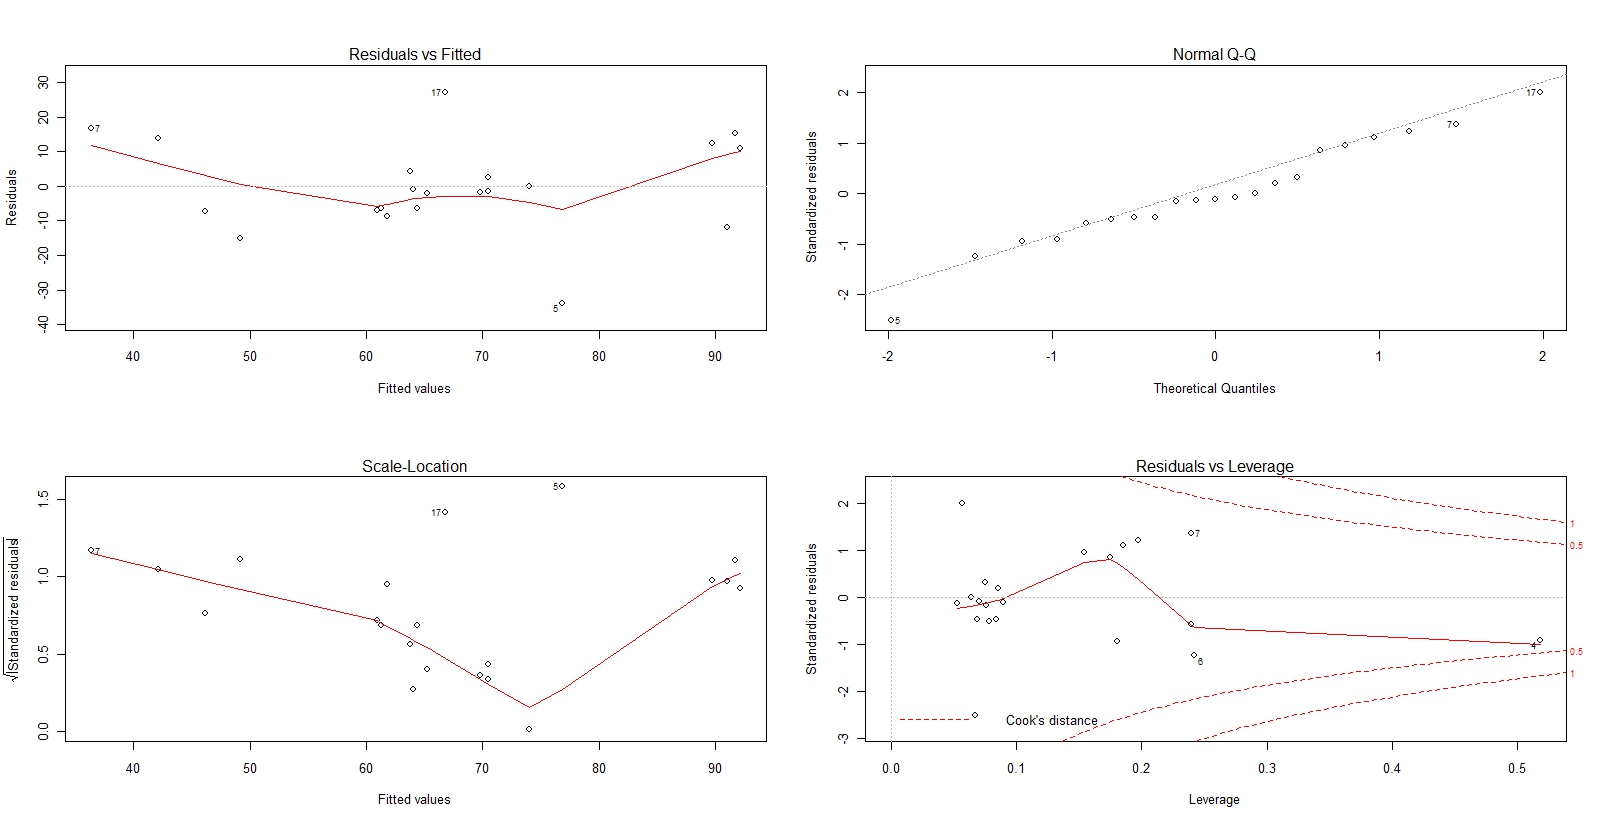 Residuals vs Fitted
30
20
10
0
-10
-20
-30
-40
Residuals
7
17
5
40 50 60 70 80 90
Fitted values
Normal Q-Q
2
1
0
-1
-2
Standardized residuals
17
7
5
-2 -1 0 1 2
Theoretical Quantiles
Scale-Location
1.5
1.0
0.5
0.0
√|Standardized residuals|
7
17
5
40 50 60 70 80 90
Fitted values
Residuals vs Leverage
2
1
0
-1
-2
-3
Standardized residuals
1
0.5
7
6
4
0.5
1
Cook's distance
0.0 0.1 0.2 0.3 0.4 0.5
Leverage